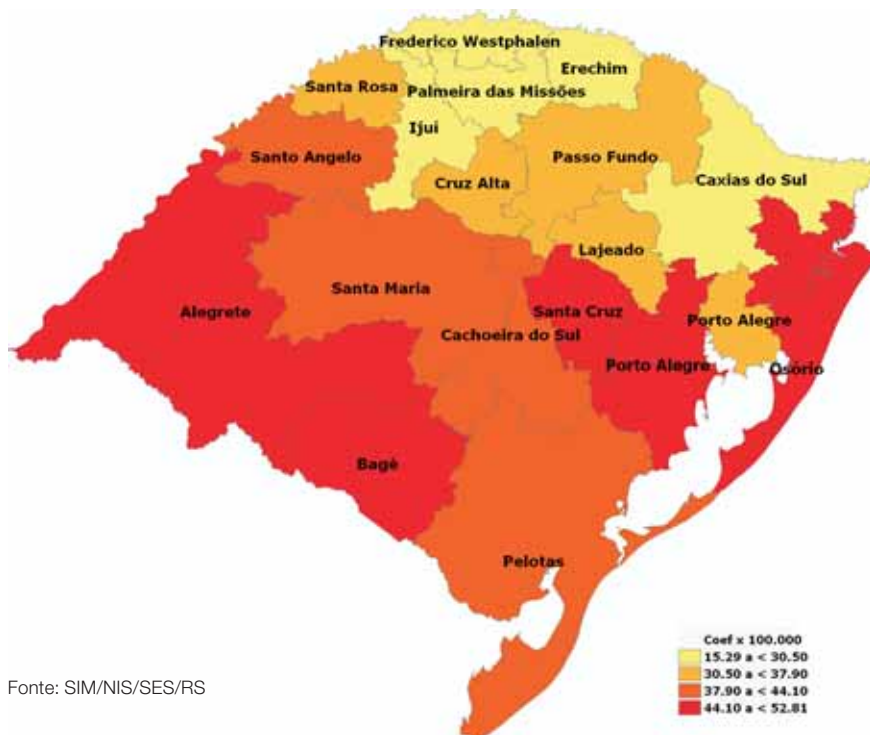 Frederico Westphalen
Erechim
Santa Rosa
Palmeira das Missões
Ijuí
Santo Angelo
Passo Fundo
Cruz Alta
Caxias do Sul
Lajeado
Santa Maria
Alegrete
Santa Cruz
Porto Alegre
Cachoeira do Sul
Porto Alegre
Osório
Bagé
Pelotas
Coef x 100.000
15.29 a < 30.50
30.50 a < 37.90
37.90 a < 44.10
44.10 a < 52.81
Fonte: SIM/NIS/SES/RS